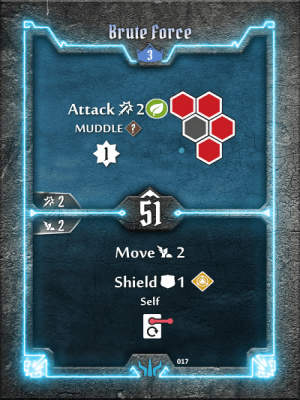 Brute Force
3
Attack 2
MUDDLE ?
1
2
51
2
Move 2
Shield 1
Self
017